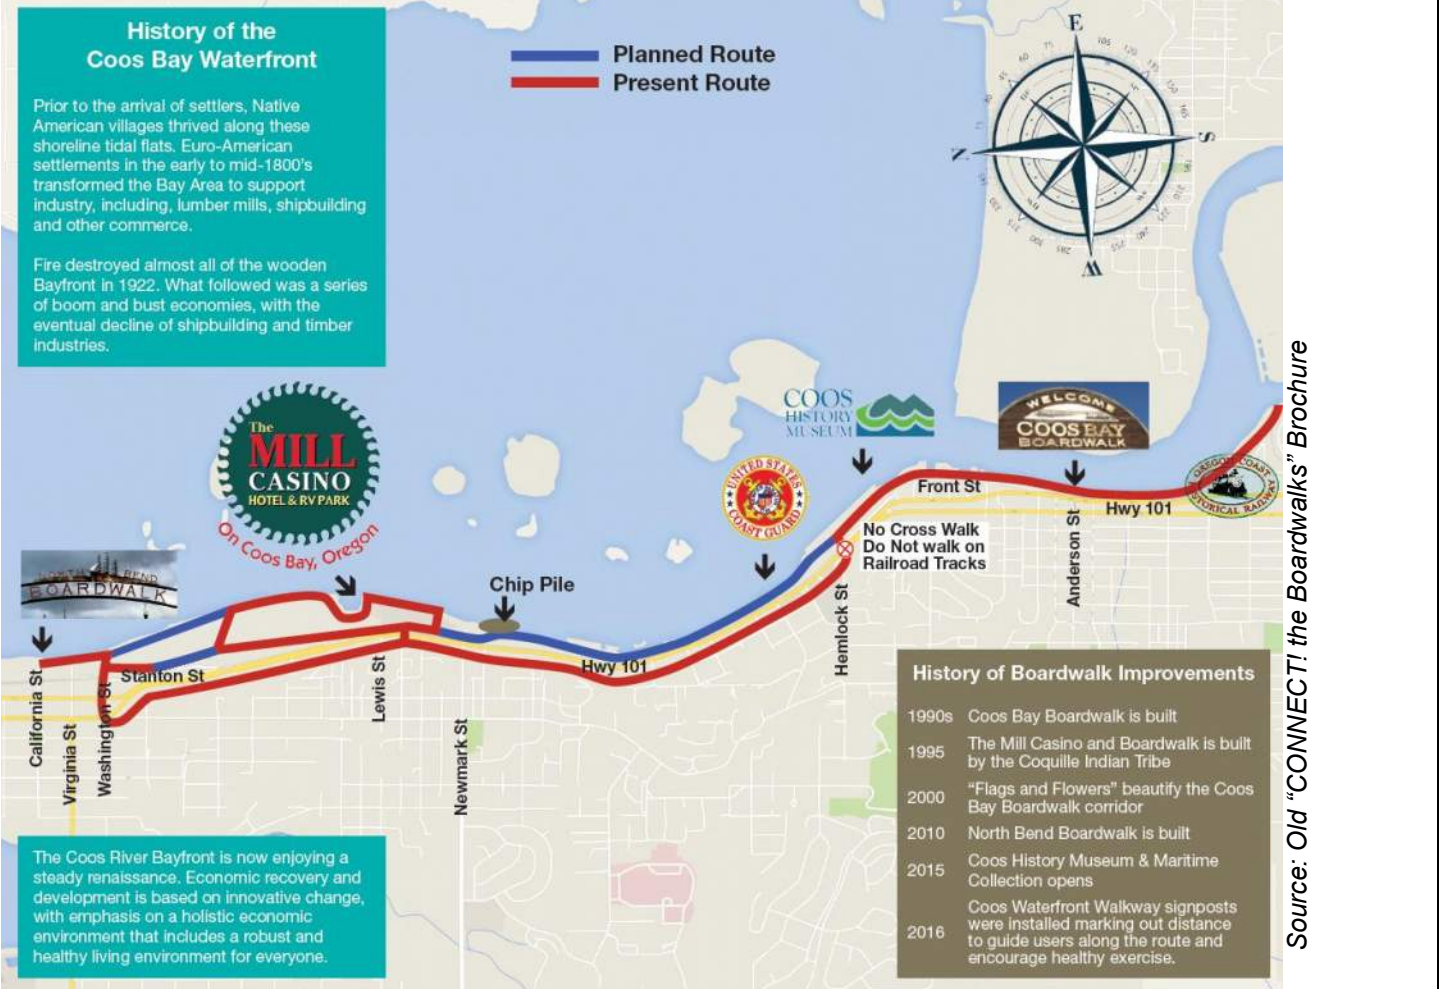 History of the
Coos Bay Waterfront
Prior to the arrival of settlers, Native
American villages thrived along these
shoreline tidal flats. Euro-American
settlements in the early to mid-1800's
transformed the Bay Area to support
industry, including, lumber mills, shipbuilding
and other commerce.
Fire destroyed almost all of the wooden
Bayfront in 1922. What followed was a series
of boom and bust economies, with the
eventual decline of shipbuilding and timber
industries.
Planned Route
Present Route
E
S
W
N
The
MILL
CASINO
HOTEL & RV PARK
On Coos Bay, Oregon
NORTH BEND
BOARDWALK
Chip Pile
UNITED STATES
COAST GUARD
COOS
HISTORY
MUSEUM
WELCOME
COOS BAY
BOARDWALK
OREGON COAST
HISTORICAL RAILWAY
Front St
Hwy 101
No Cross Walk
Do Not walk on
Railroad Tracks
Anderson St
Hemlock St
Hwy 101
Stanton St
Lewis St
Newmark St
California St
Virginia St
Washington St
History of Boardwalk Improvements
1990s Coos Bay Boardwalk is built
1995 The Mill Casino and Boardwalk is built
by the Coquille Indian Tribe
2000 "Flags and Flowers" beautify the Coos
Bay Boardwalk corridor
2010 North Bend Boardwalk is built
2015 Coos History Museum & Maritime
Collection opens
2016 Coos Waterfront Walkway signposts
were installed marking out distance
to guide users along the route and
encourage healthy exercise.
The Coos River Bayfront is now enjoying a
steady renaissance. Economic recovery and
development is based on innovative change,
with emphasis on a holistic economic
environment that includes a robust and
healthy living environment for everyone.
Source: Old "CONNECT! the Boardwalks" Brochure